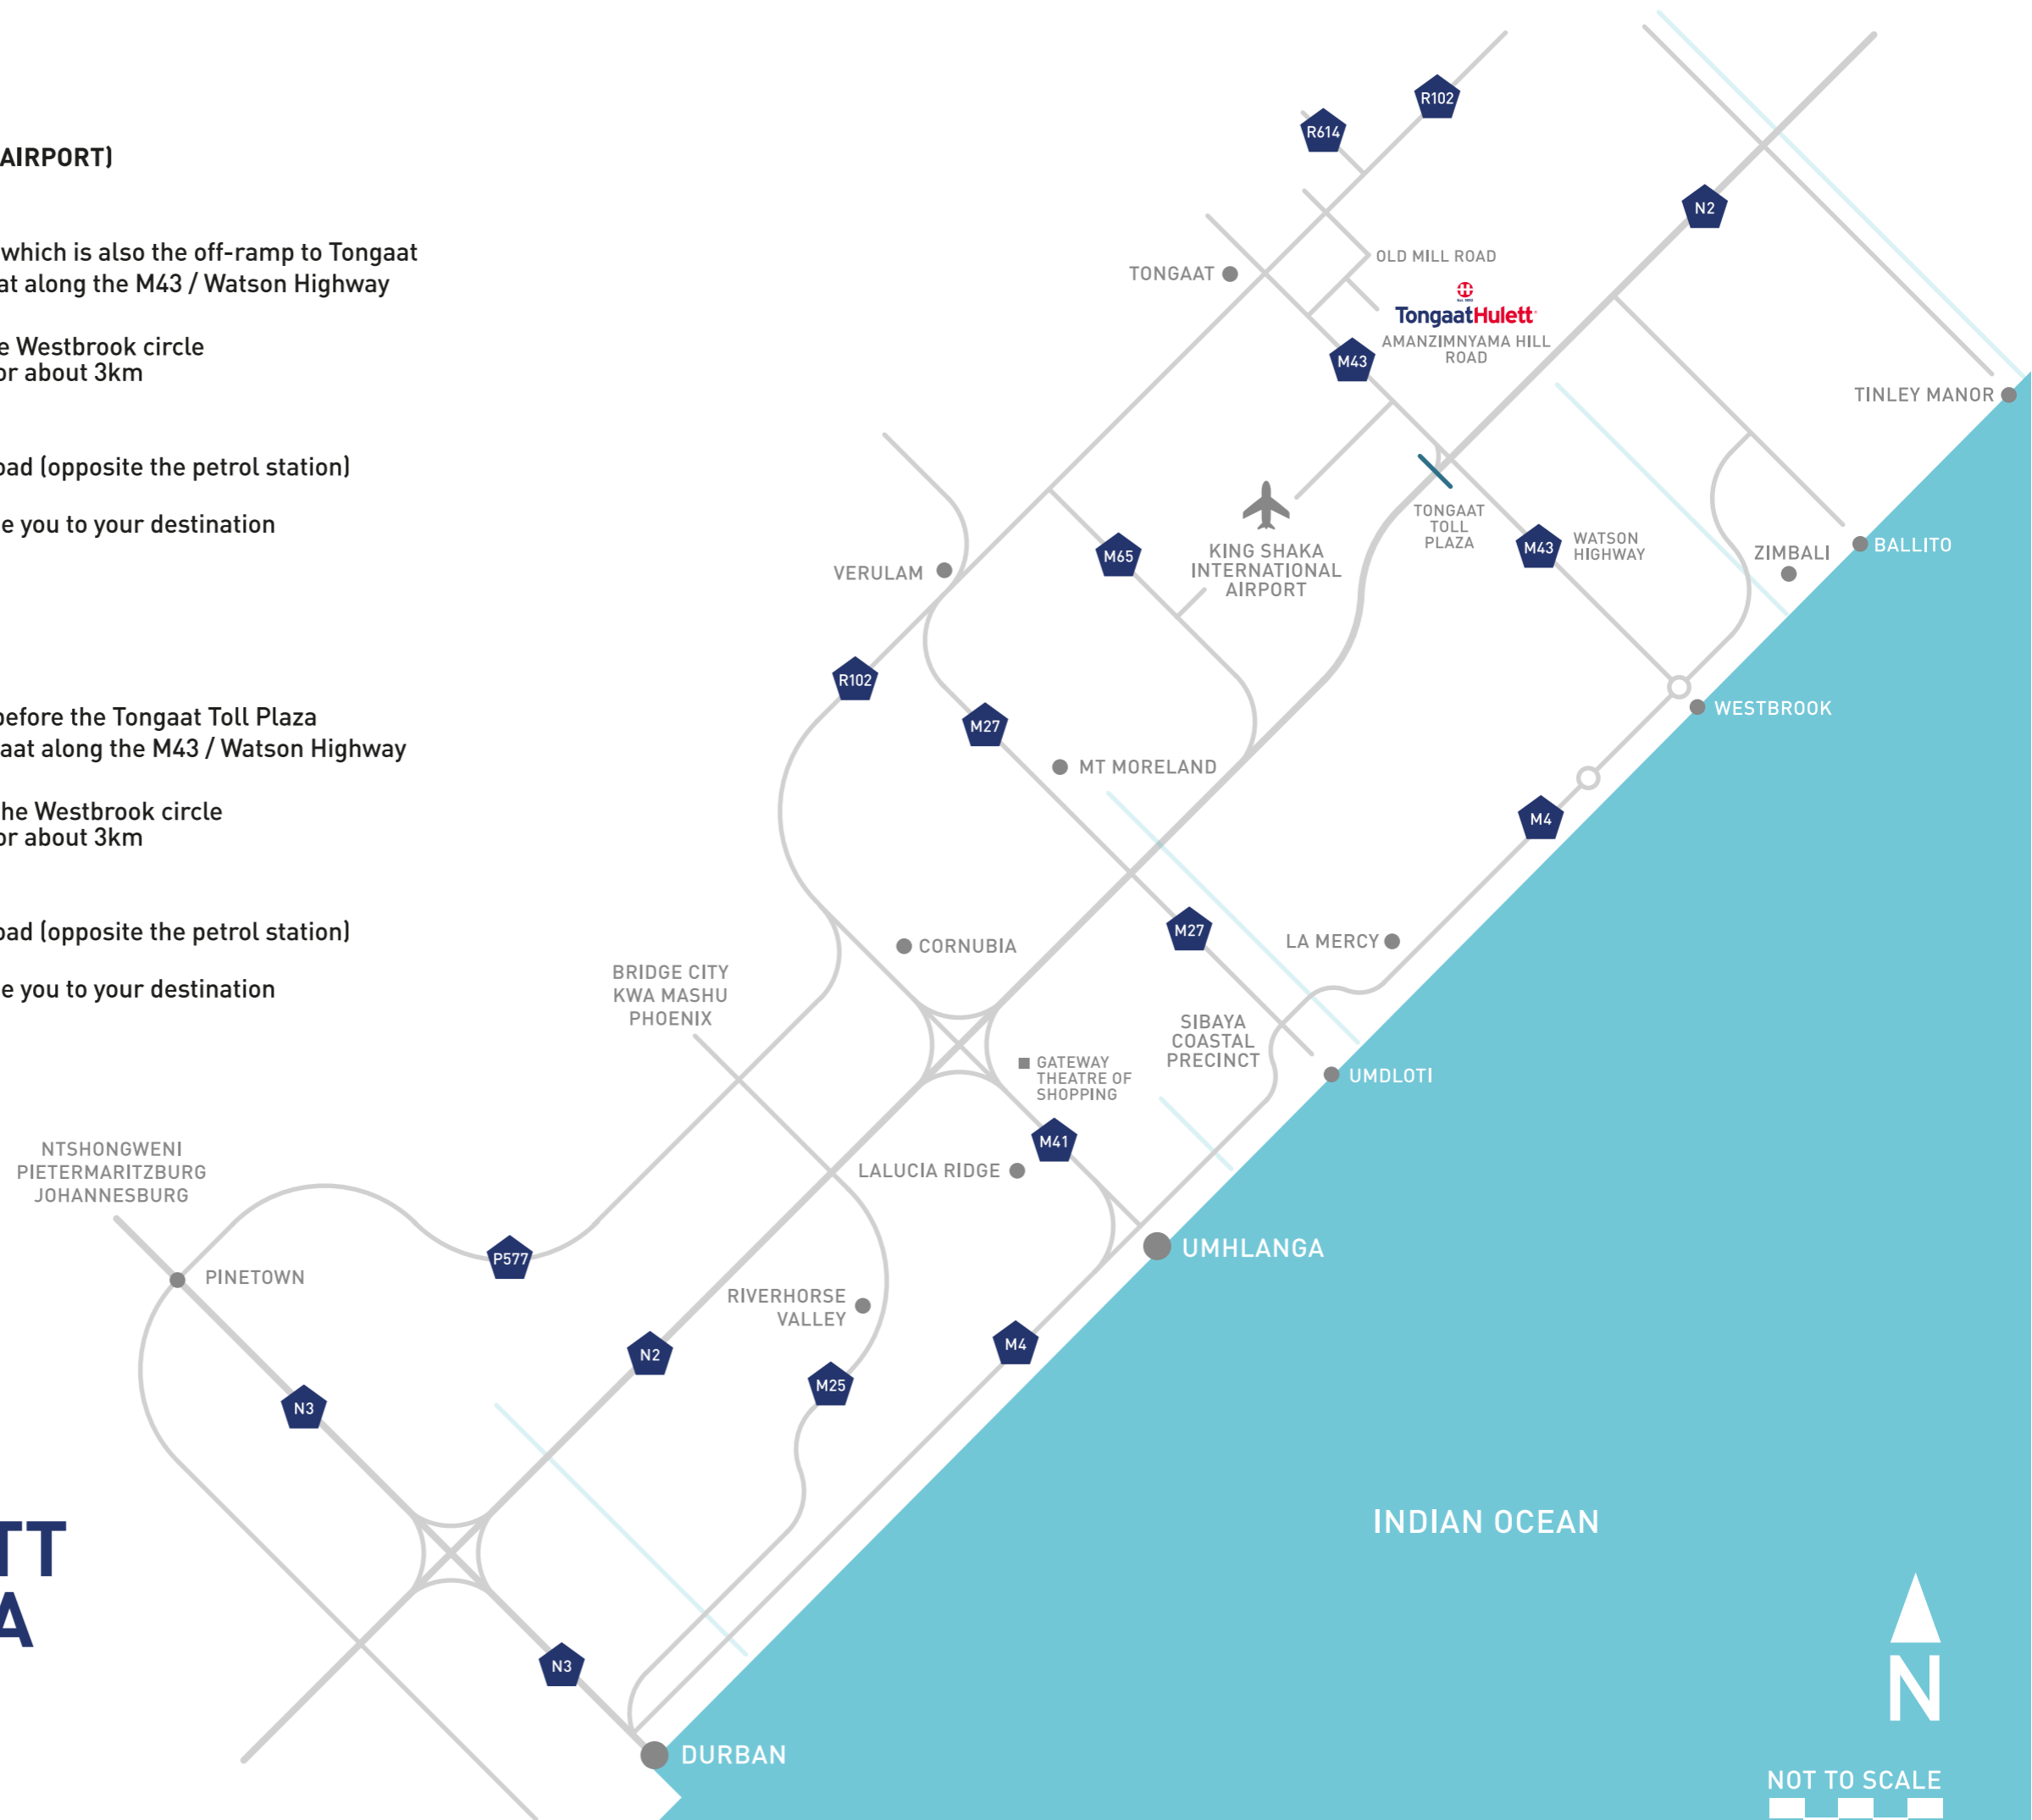 AIRPORT)
which is also the off-ramp to Tongaat
at along the M43 / Watson Highway
e Westbrook circle
or about 3km
oad (opposite the petrol station)
e you to your destination
before the Tongaat Toll Plaza
aat along the M43 / Watson Highway
he Westbrook circle
or about 3km
oad (opposite the petrol station)
e you to your destination
TT
A
R102
R614
N2
OLD MILL ROAD
TONGAAT
TongaatHulett
AMANZIMNYAMA HILL
ROAD
M43
TINLEY MANOR
TONGAAT
TOLL
PLAZA
M43
WATSON
HIGHWAY
ZIMBALI
BALLITO
KING SHAKA
INTERNATIONAL
AIRPORT
M65
VERULAM
R102
M27
WESTBROOK
MT MORELAND
M4
M27
LA MERCY
CORNUBIA
BRIDGE CITY
KWA MASHU
PHOENIX
SIBAYA
COASTAL
PRECINCT
GATEWAY
THEATRE OF
SHOPPING
UMDLOTI
M41
LALUCIA RIDGE
NTSHONGWENI
PIETERMARITZBURG
JOHANNESBURG
UMHLANGA
P577
PINETOWN
RIVERHORSE
VALLEY
N2
M4
M25
N3
INDIAN OCEAN
N3
N
DURBAN
NOT TO SCALE